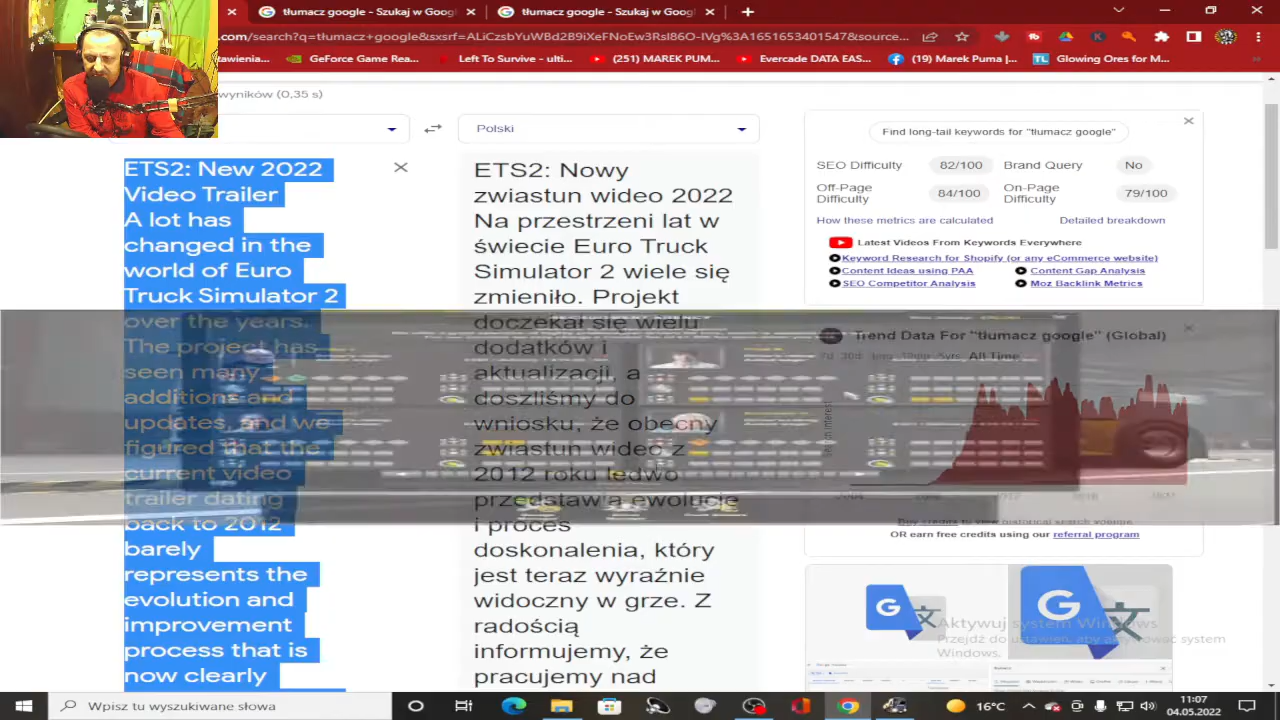 tłumacz google - Szukaj w Googl
tłumacz google - Szukaj w Googl
.com/search?q=tłumacz+google&sxsrf=ALiCzsbYuWBd2B9iXeFNoEw3RsI86O-IVg%3A1651653401547&source...
tawienia...
GeForce Game Rea...
Left To Survive - ulti...
(251) MAREK PUM...
Evercade DATA EAS...
(19) Marek Puma |...
Glowing Ores for M...
wyników (0,35 s)
Polski
ETS2: New 2022
Video Trailer
A lot has
changed in the
world of Euro
Truck Simulator 2
over the years.
The project has
seen many
additions and
updates, and we
figured that the
current video
trailer dating
back to 2012
barely
represents the
evolution and
improvement
process that is
now clearly
ETS2: Nowy
zwiastun wideo 2022
Na przestrzeni lat w
świecie Euro Truck
Simulator 2 wiele się
zmieniło. Projekt
doczekał się wielu
dodatków i
aktualizacji, a
doszliśmy do
wniosku, że obecny
zwiastun wideo z
2012 roku ledwo
przedstawia ewolucję
i proces
doskonalenia, który
jest teraz wyraźnie
widoczny w grze. Z
radością
informujemy, że
pracujemy nad
Find long-tail keywords for "tłumacz google"
SEO Difficulty 82/100 Brand Query No
Off-Page Difficulty 84/100 On-Page Difficulty 79/100
How these metrics are calculated Detailed breakdown
Latest Videos From Keywords Everywhere
Keyword Research for Shopify (or any eCommerce website)
Content Ideas using PAA Content Gap Analysis
SEO Competitor Analysis Moz Backlink Metrics
Trend Data For "tłumacz google" (Global)
All Time
Buy credits to view historical search volume
OR earn free credits using our referral program
Aktywuj system Windows
Przejdź do ustawień, aby aktywować system
Windows.
Wpisz tu wyszukiwane słowa
16°C
11:07
04.05.2022